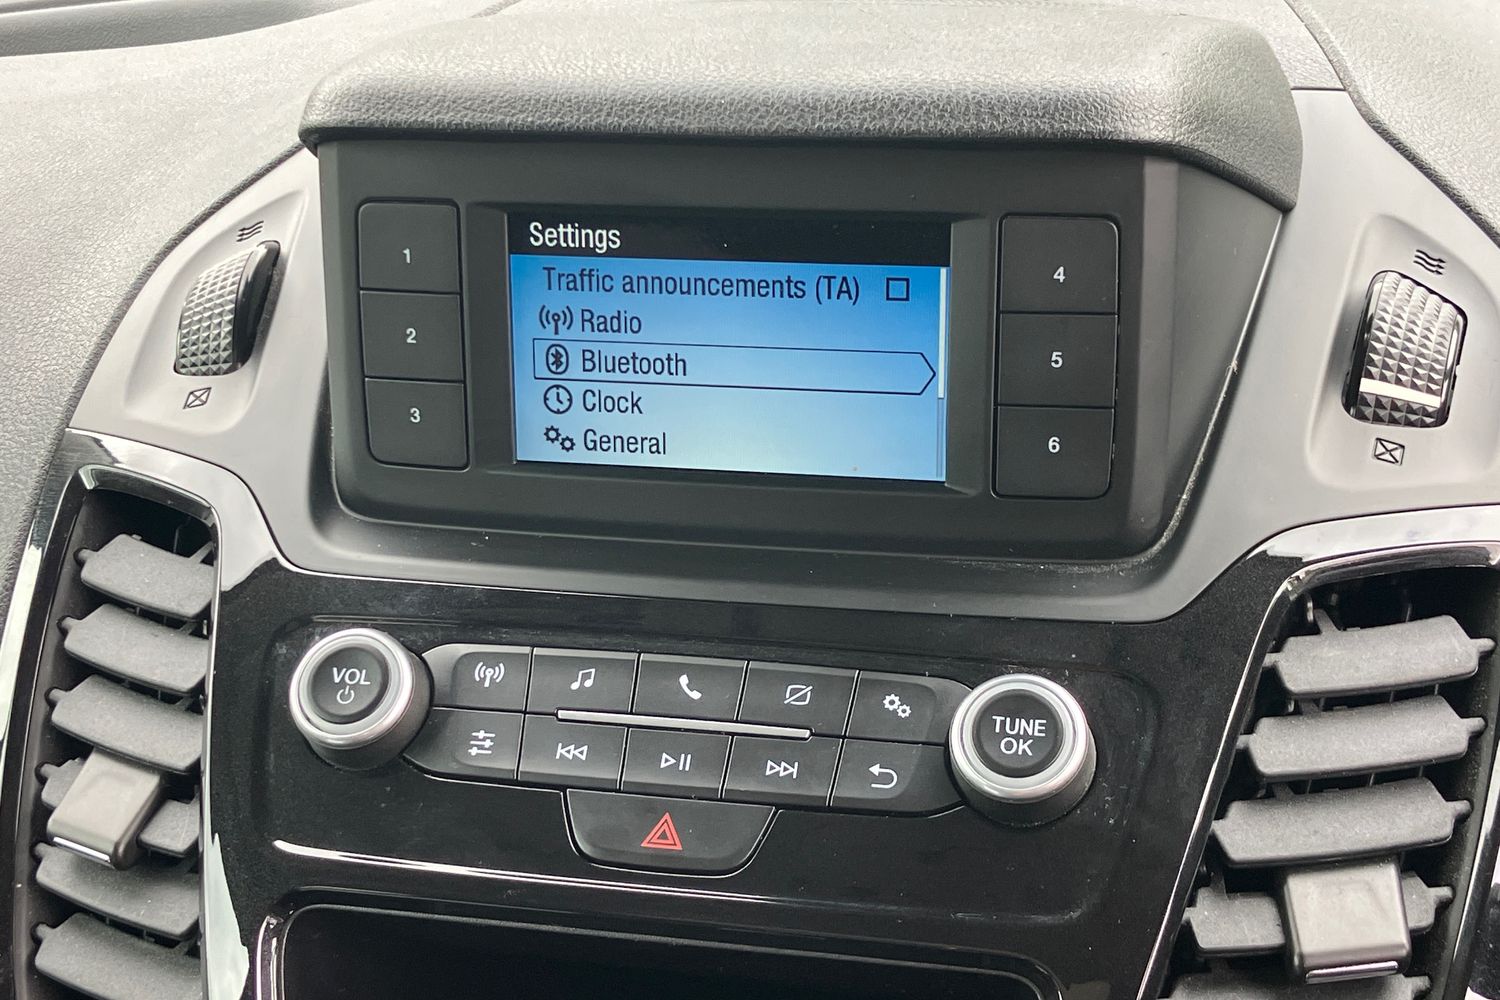 Settings
Traffic announcements (TA)
Radio
Bluetooth
Clock
General
1
2
3
4
5
6
VOL
TUNE
OK